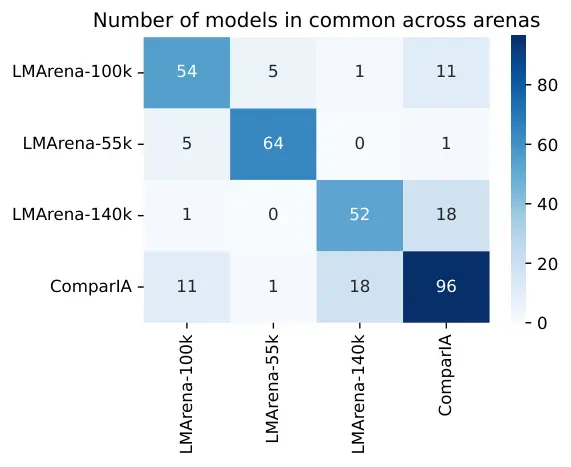 Number of models in common across arenas
LMArena-100k 54 5 1 11
LMArena-55k 5 64 0 1
LMArena-140k 1 0 52 18
ComparIA 11 1 18 96
LMArena-100k
LMArena-55k
LMArena-140k
ComparIA
80
60
40
20
0